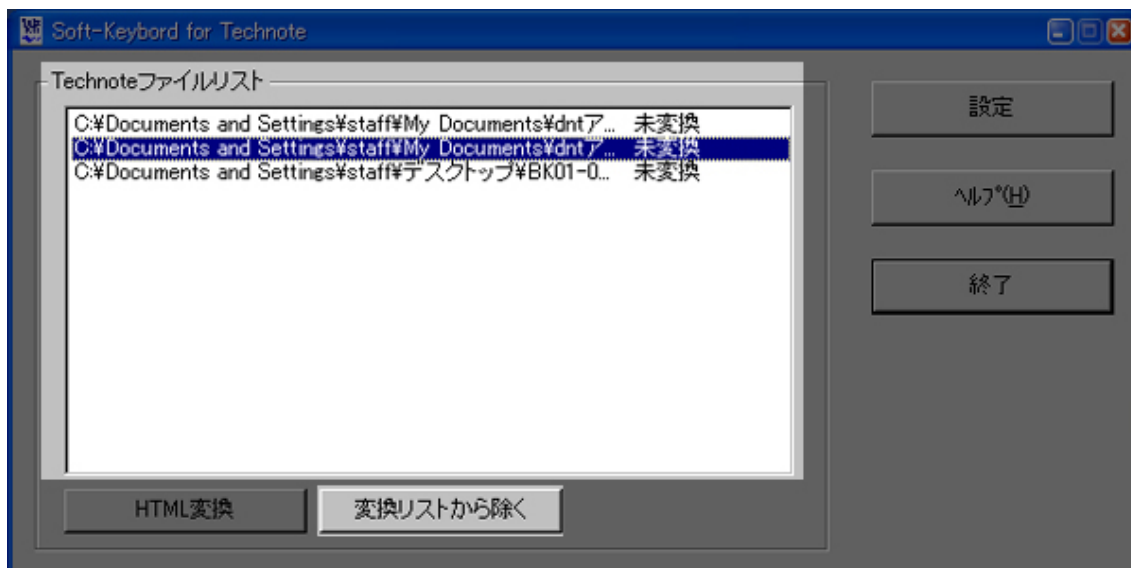 Soft-Keybord for Technote
Technoteファイルリスト
C:¥Documents and Settings¥staff¥My Documents¥dntア... 未変換
C:¥Documents and Settings¥staff¥My Documents¥dntア... 未変換
C:¥Documents and Settings¥staff¥デスクトップ¥BK01-0... 未変換
設定
ﾍﾙﾌﾟ(H)
終了
HTML変換 変換リストから除く